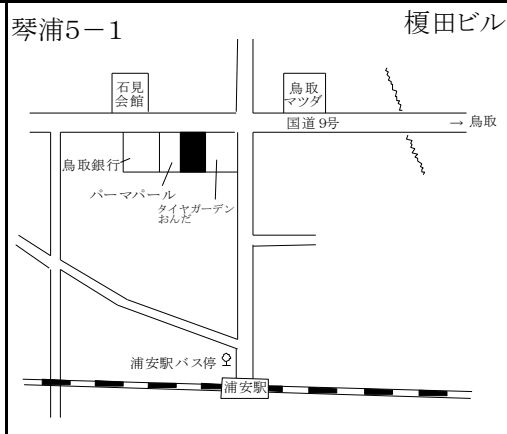 琴浦5－1
榎田ビル
石見
会館
鳥取
マツダ
国道9号
→ 鳥取
鳥取銀行
パーマパール
タイヤガーデン
おんだ
浦安駅バス停
浦安駅